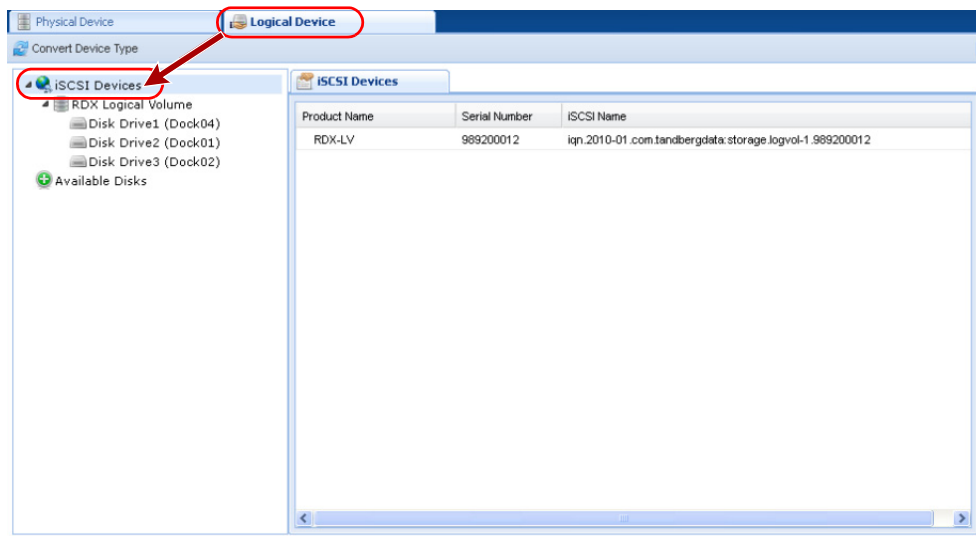 Physical Device
Logical Device
Convert Device Type
iSCSI Devices
RDX Logical Volume
Disk Drive1 (Dock04)
Disk Drive2 (Dock01)
Disk Drive3 (Dock02)
Available Disks
iSCSI Devices
Product Name Serial Number iSCSI Name
RDX-LV 989200012 iqn.2010-01.com.tandbergdata:storage.logvol-1.989200012